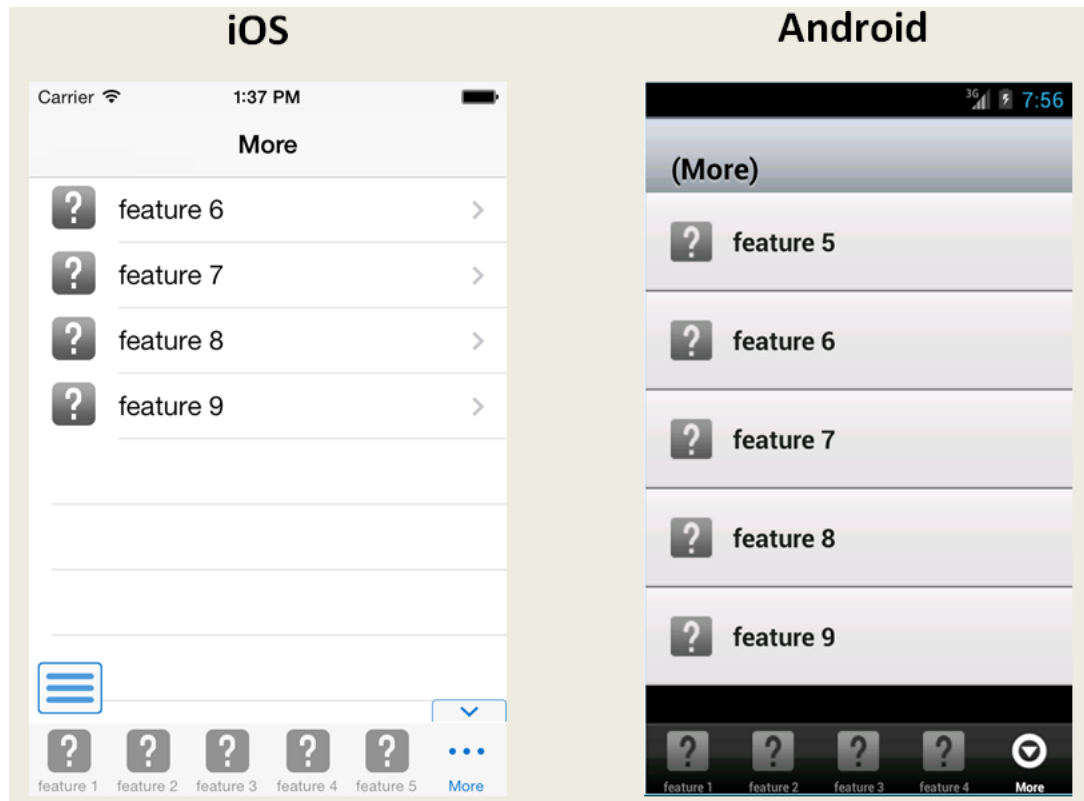 iOS
Carrier 1:37 PM
More
? feature 6
? feature 7
? feature 8
? feature 9
? ? ? ? ?
feature 1 feature 2 feature 3 feature 4 feature 5 More
Android
3G 7:56
(More)
? feature 5
? feature 6
? feature 7
? feature 8
? feature 9
? ? ? ?
feature 1 feature 2 feature 3 feature 4 More